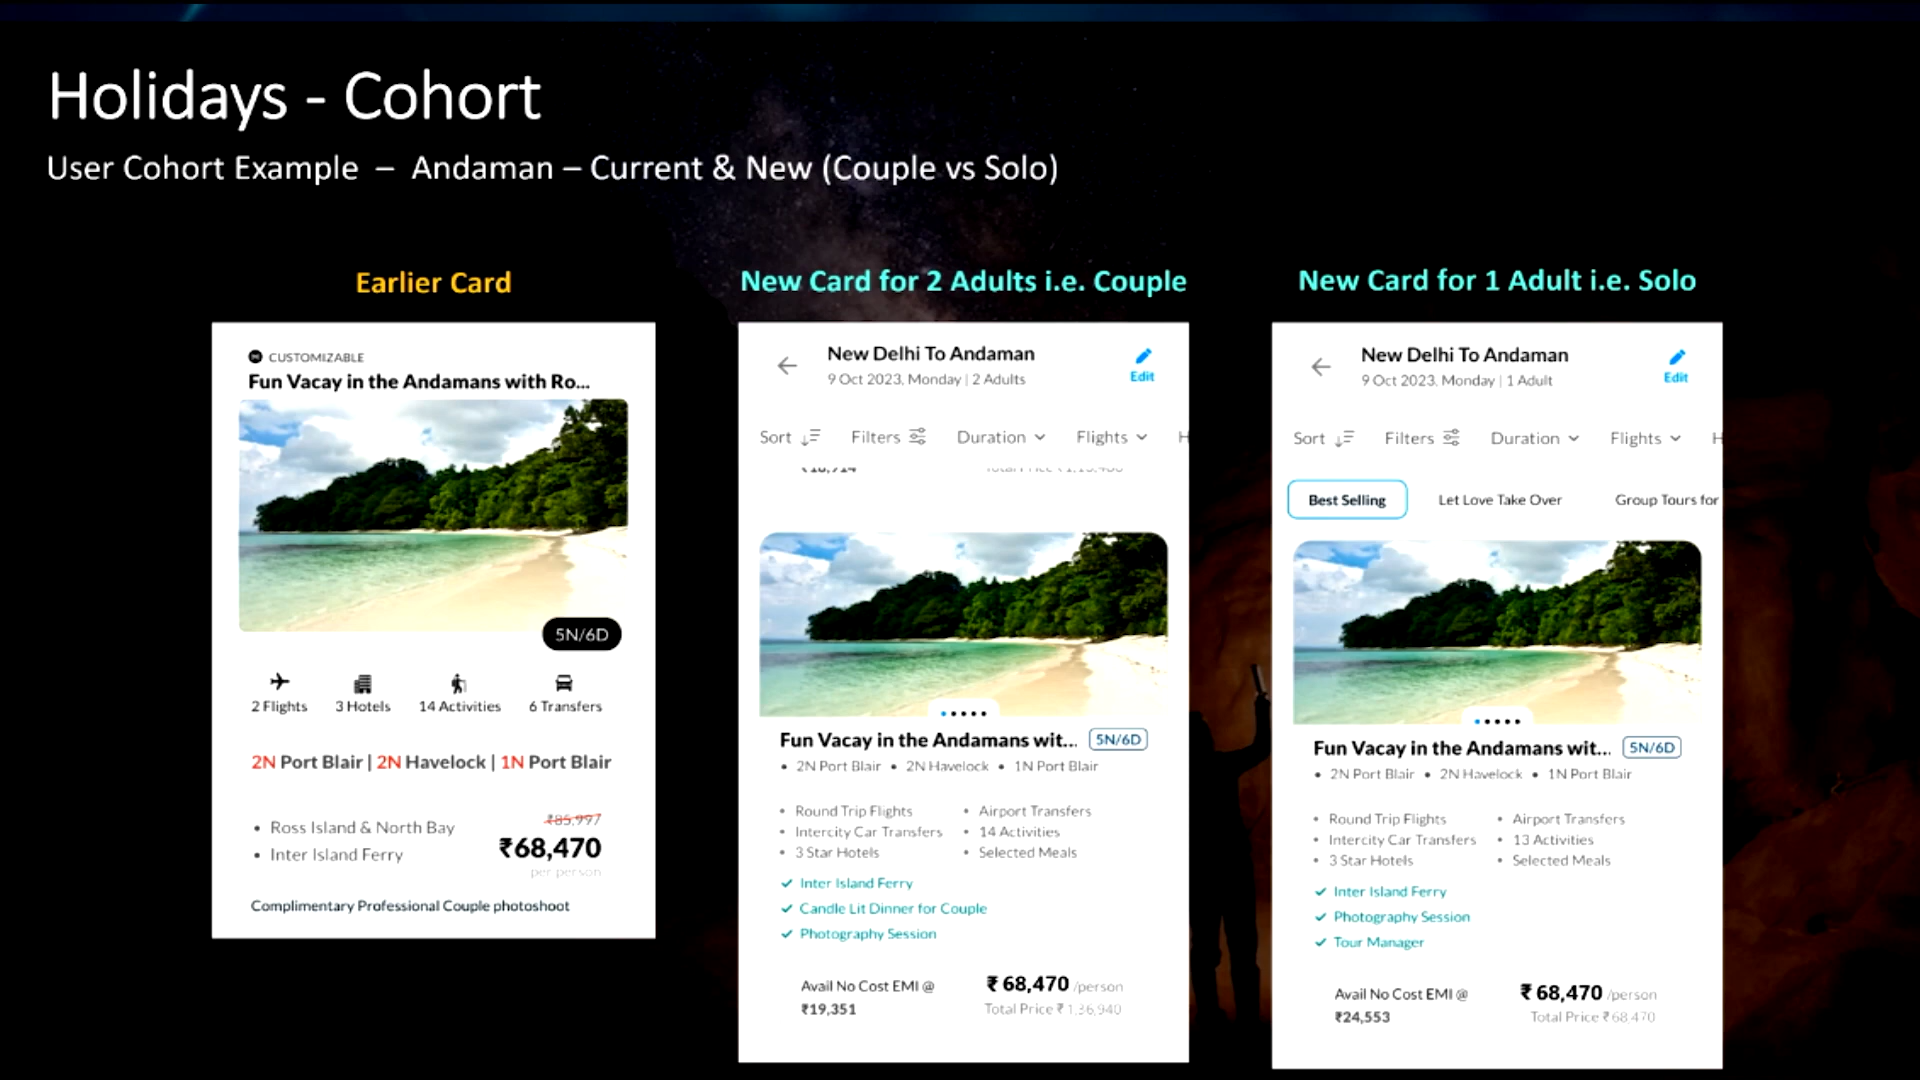 Holidays - Cohort
User Cohort Example – Andaman – Current & New (Couple vs Solo)
Earlier Card
CUSTOMIZABLE
Fun Vacay in the Andamans with Ro...
5N/6D
2 Flights 3 Hotels 14 Activities 6 Transfers
2N Port Blair | 2N Havelock | 1N Port Blair
₹85,997
• Ross Island & North Bay
₹68,470
• Inter Island Ferry
per person
Complimentary Professional Couple photoshoot
New Card for 2 Adults i.e. Couple
New Delhi To Andaman
9 Oct 2023, Monday | 2 Adults
Edit
Sort Filters Duration Flights H
Fun Vacay in the Andamans wit... 5N/6D
• 2N Port Blair • 2N Havelock • 1N Port Blair
• Round Trip Flights • Airport Transfers
• Intercity Car Transfers • 14 Activities
• 3 Star Hotels • Selected Meals
✓ Inter Island Ferry
✓ Candle Lit Dinner for Couple
✓ Photography Session
Avail No Cost EMI @ ₹ 68,470 /person
₹19,351 Total Price ₹ 1,36,940
New Card for 1 Adult i.e. Solo
New Delhi To Andaman
9 Oct 2023, Monday | 1 Adult
Edit
Sort Filters Duration Flights H
Best Selling Let Love Take Over Group Tours for
Fun Vacay in the Andamans wit... 5N/6D
• 2N Port Blair • 2N Havelock • 1N Port Blair
• Round Trip Flights • Airport Transfers
• Intercity Car Transfers • 13 Activities
• 3 Star Hotels • Selected Meals
✓ Inter Island Ferry
✓ Photography Session
✓ Tour Manager
Avail No Cost EMI @ ₹ 68,470 /person
₹24,553 Total Price ₹ 68,470